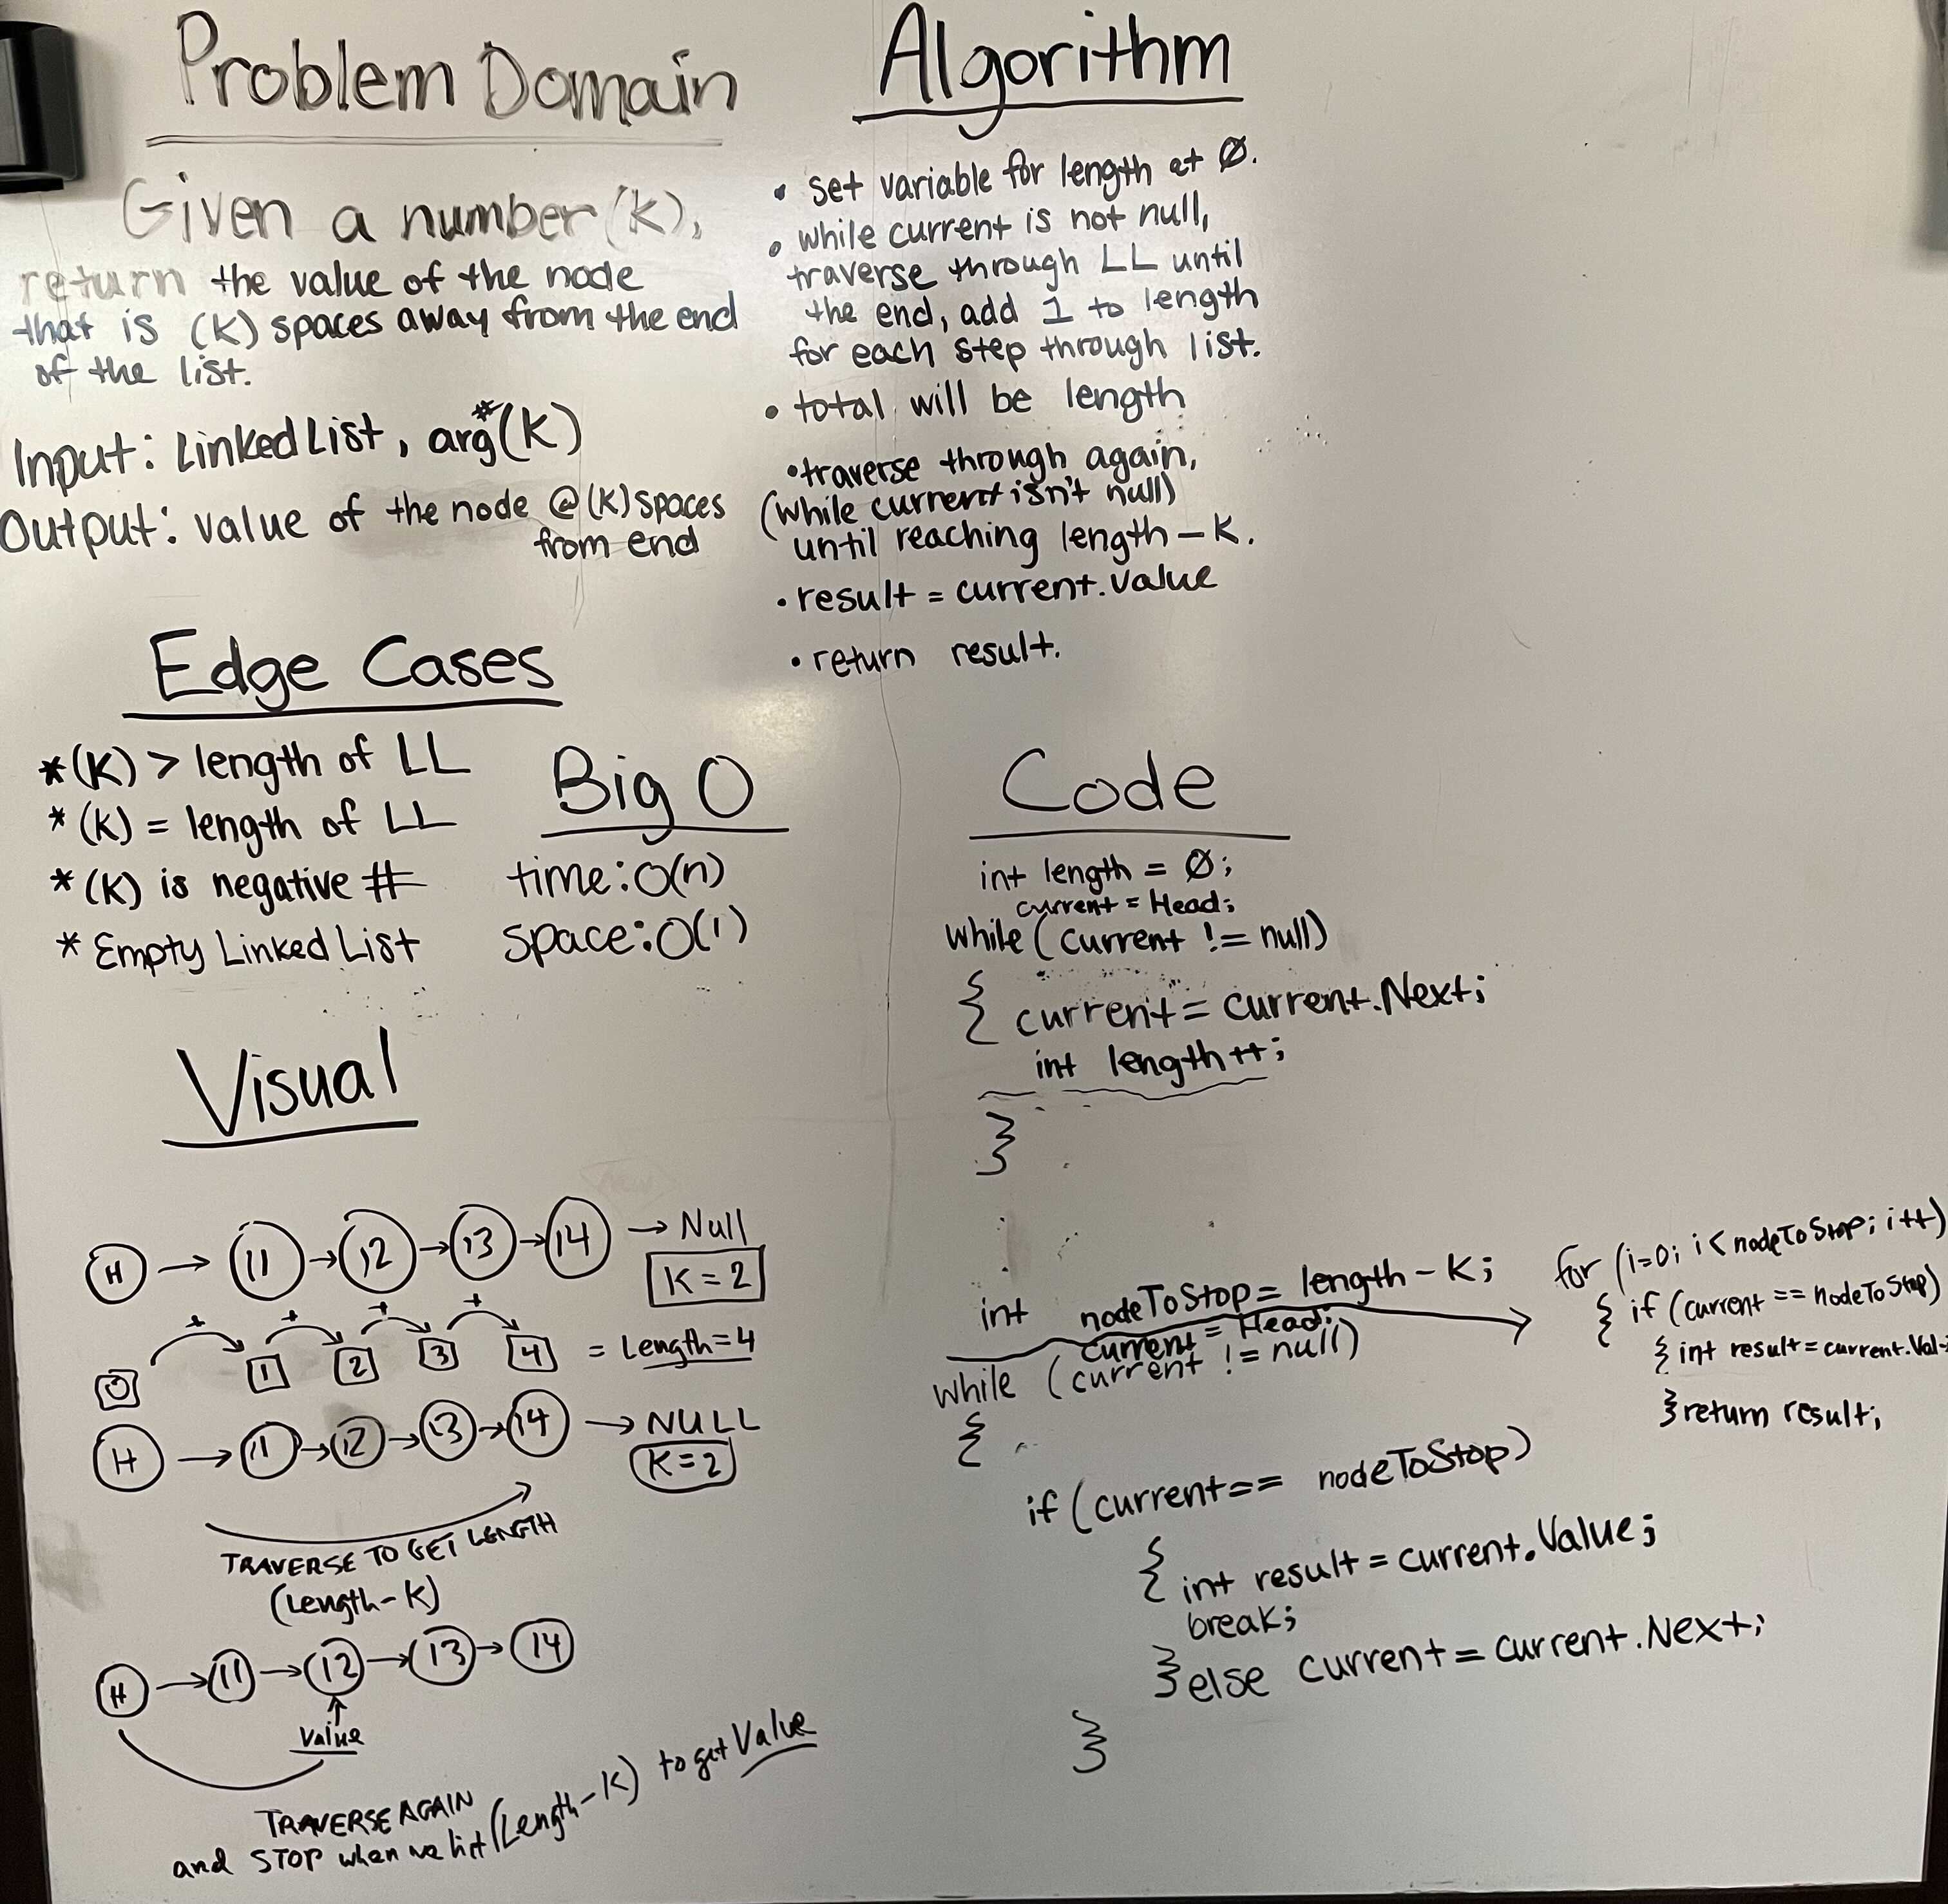 Problem Domain
Given a number (K),
return the value of the node
that is (K) spaces away from the end
of the list.
Input: Linked List, arg#(K)
Output: value of the node @ (K) spaces
from end
Edge Cases
*(K) > length of LL
*(K) = length of LL
*(K) is negative #
* Empty Linked List
Big O
time: O(n)
space: O(1)
Visual
H → 11 → 12 → 13 → 14 → Null
K = 2
+ + + +
0 1 2 3 4 = Length = 4
H → 11 → 12 → 13 → 14 → NULL
K = 2
TRAVERSE TO GET LENGTH
(Length - K)
H → 11 → 12 → 13 → 14
Value
TRAVERSE AGAIN
and STOP when we hit (Length - K) to get Value
Algorithm
• set variable for length at Ø.
• while current is not null,
traverse through LL until
the end, add 1 to length
for each step through list.
• total will be length
• traverse through again,
(while current isn't null)
until reaching length - K.
• result = current.value
• return result.
Code
int length = Ø;
current = Head;
while (current != null)
{ current = current.Next;
int length++;
}
int nodeToStop = length - K;
current = Head;
while (current != null)
{
if (current == nodeToStop)
{ int result = current.Value;
break;
} else current = current.Next;
}
for (i=0; i < nodeToStop; i++)
{ if (current == nodeToStop)
{ int result = current.Val
} return result;